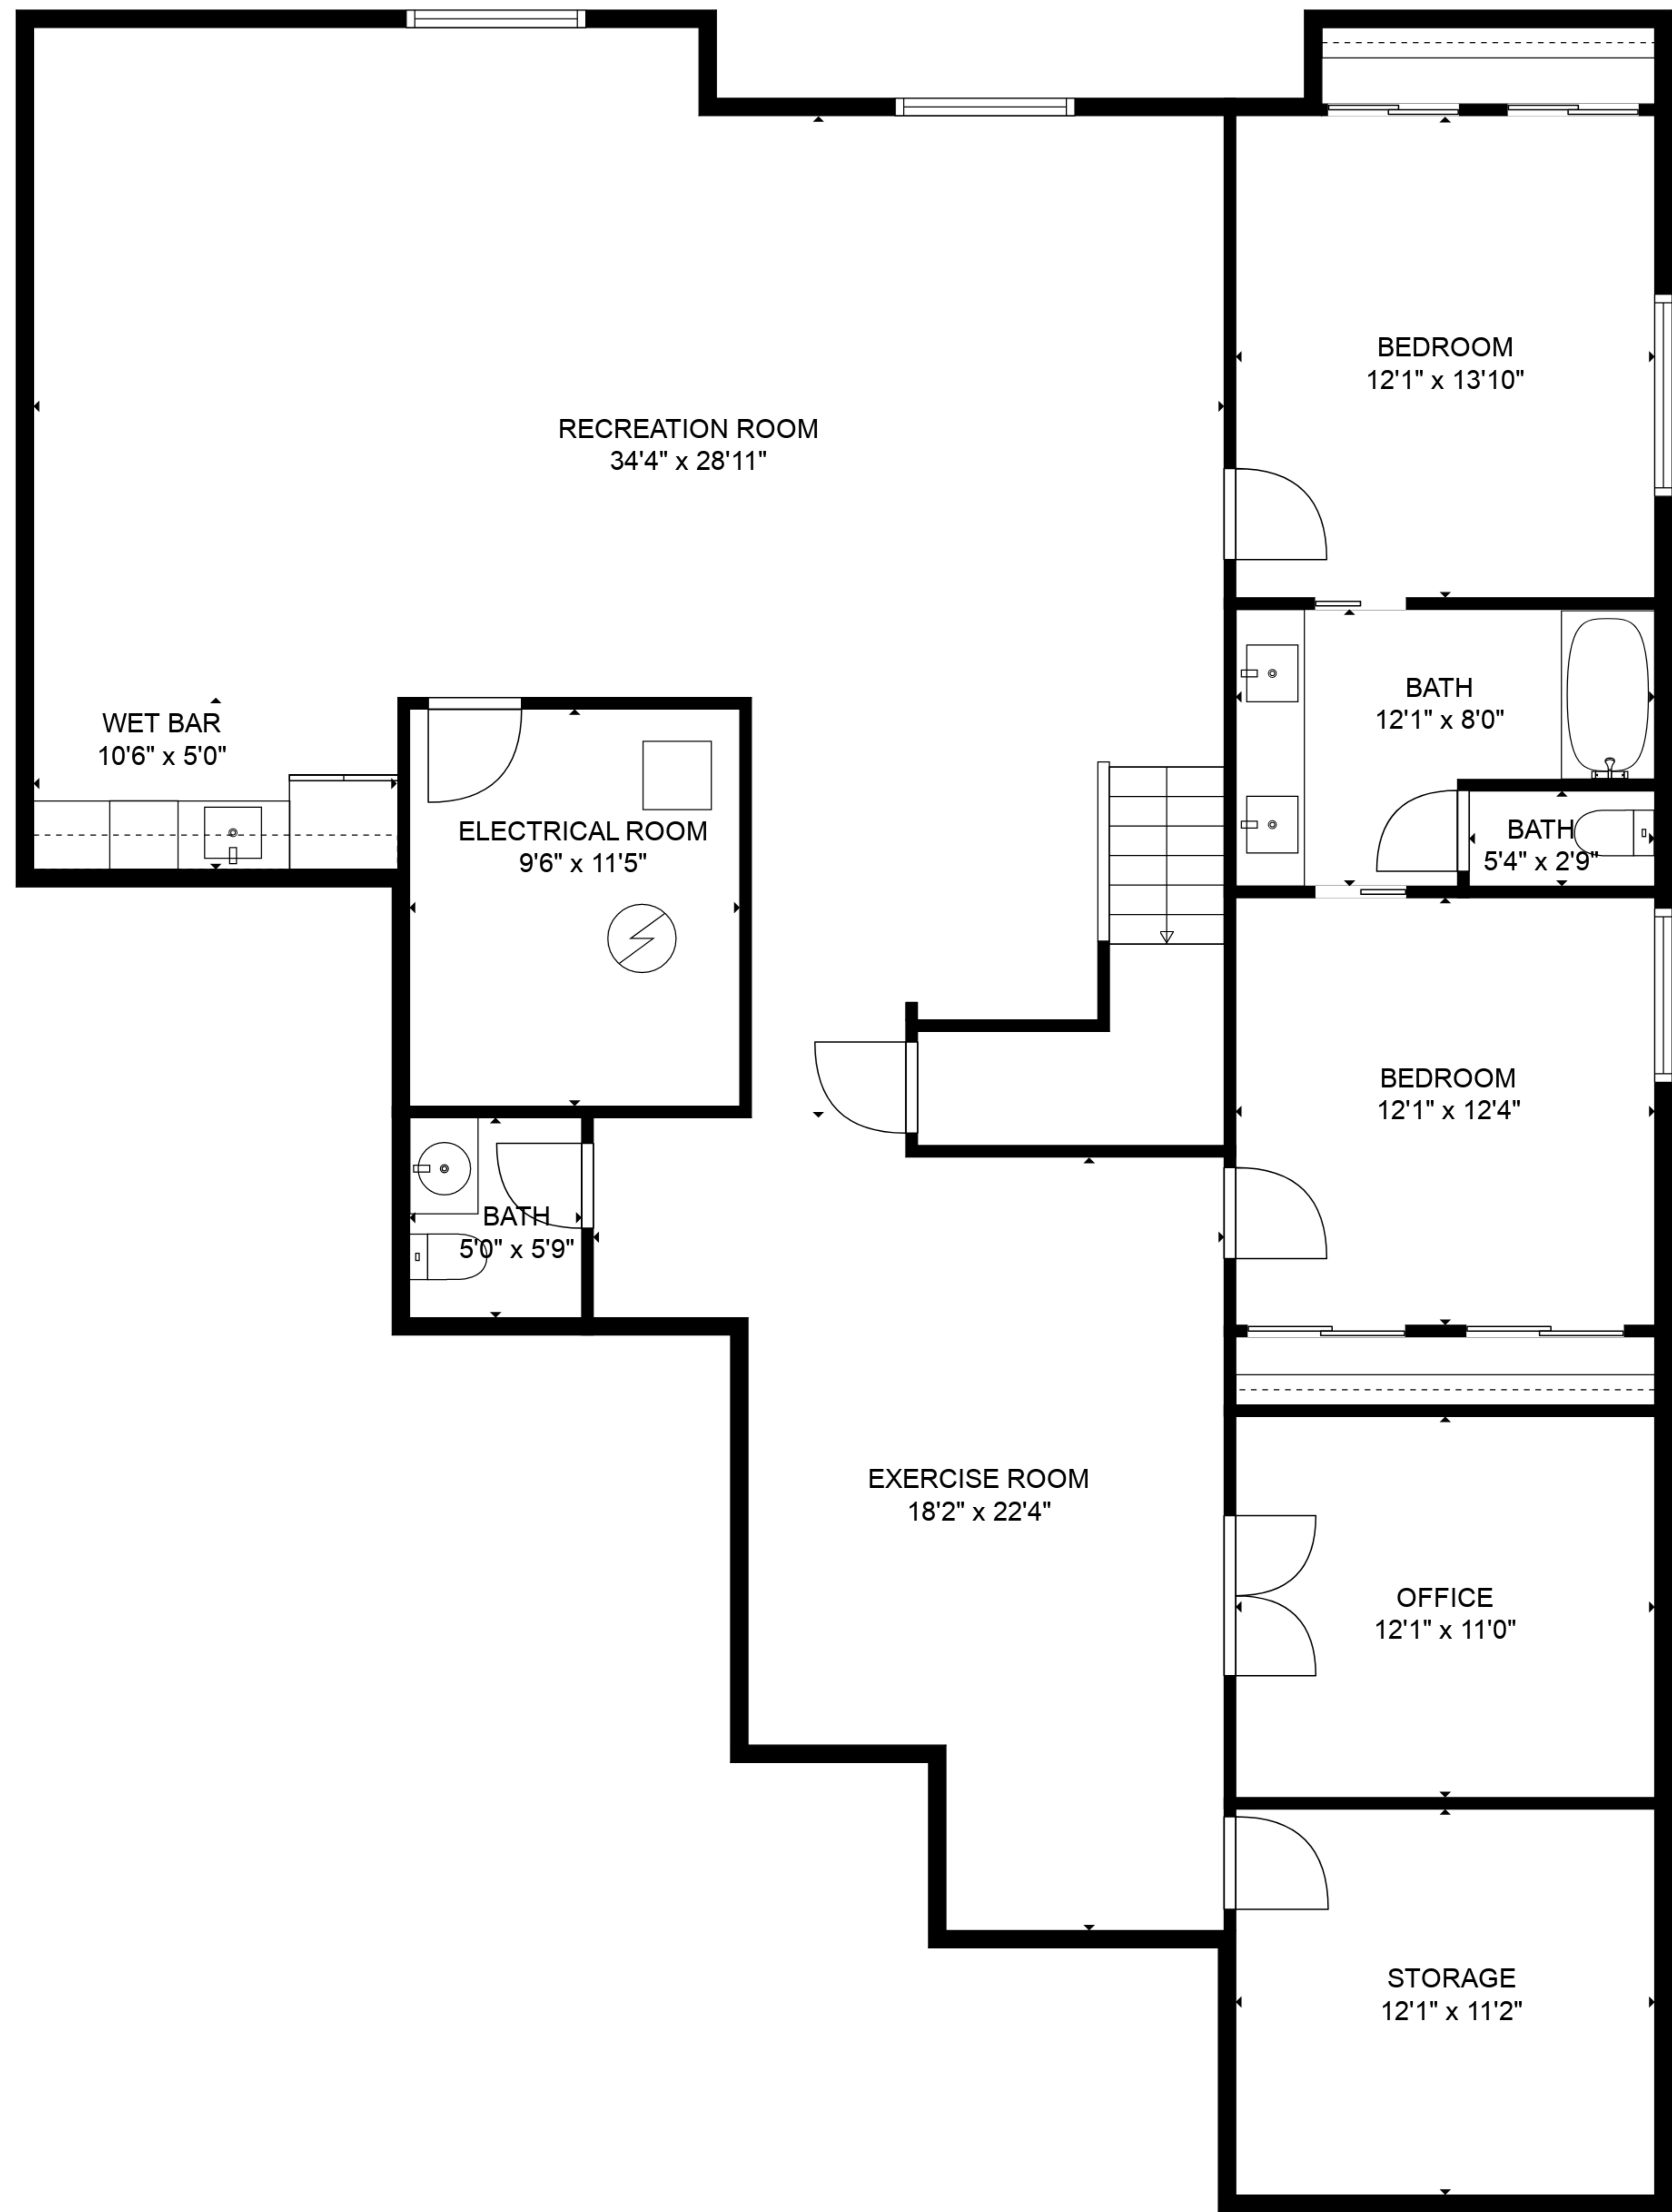 BEDROOM
12'1" x 13'10"
RECREATION ROOM
34'4" x 28'11"
BATH
12'1" x 8'0"
WET BAR
10'6" x 5'0"
ELECTRICAL ROOM
9'6" x 11'5"
BATH
5'4" x 2'9"
BEDROOM
12'1" x 12'4"
BATH
5'0" x 5'9"
EXERCISE ROOM
18'2" x 22'4"
OFFICE
12'1" x 11'0"
STORAGE
12'1" x 11'2"